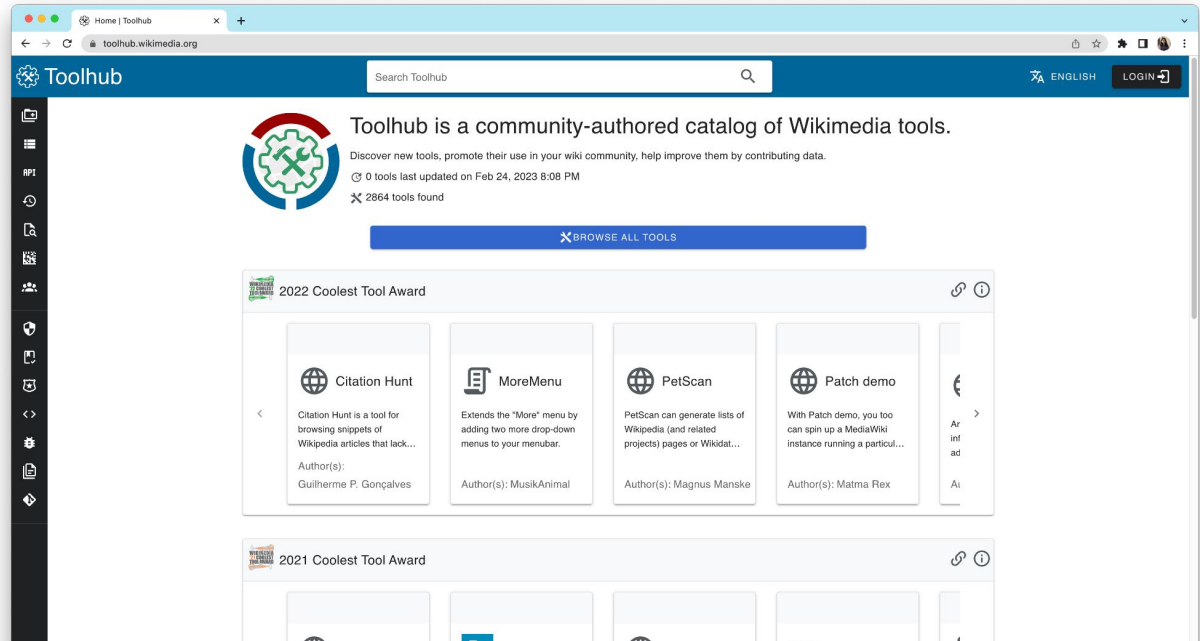 Home | Toolhub
toolhub.wikimedia.org
Toolhub
Search Toolhub
ENGLISH
LOGIN
API
Toolhub is a community-authored catalog of Wikimedia tools.
Discover new tools, promote their use in your wiki community, help improve them by contributing data.
0 tools last updated on Feb 24, 2023 8:08 PM
2864 tools found
BROWSE ALL TOOLS
2022 Coolest Tool Award
Citation Hunt
Citation Hunt is a tool for
browsing snippets of
Wikipedia articles that lack...
Author(s):
Guilherme P. Gonçalves
MoreMenu
Extends the "More" menu by
adding two more drop-down
menus to your menubar.
Author(s): MusikAnimal
PetScan
PetScan can generate lists of
Wikipedia (and related
projects) pages or Wikidat...
Author(s): Magnus Manske
Patch demo
With Patch demo, you too
can spin up a MediaWiki
instance running a particul...
Author(s): Matma Rex
Ar
inf
ad
2021 Coolest Tool Award